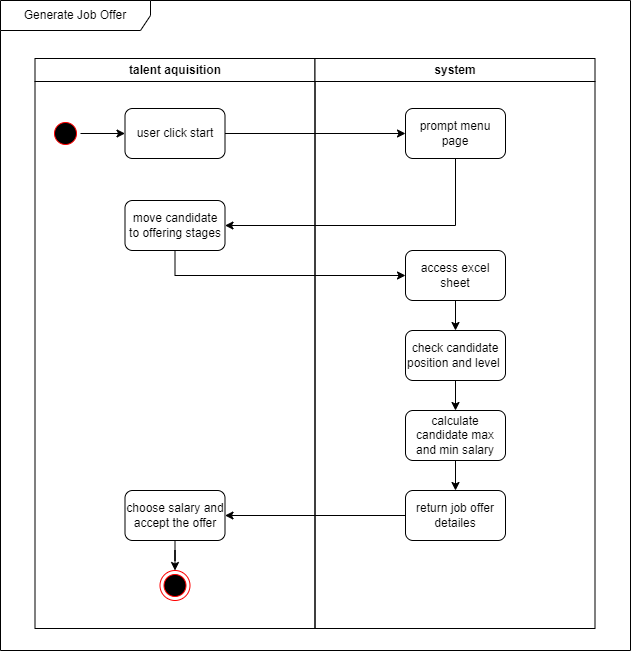 Generate Job Offer
talent aquisition
system
user click start
prompt menu
page
move candidate
to offering stages
access excel
sheet
check candidate
position and level
calculate
candidate max
and min salary
choose salary and
accept the offer
return job offer
detailes